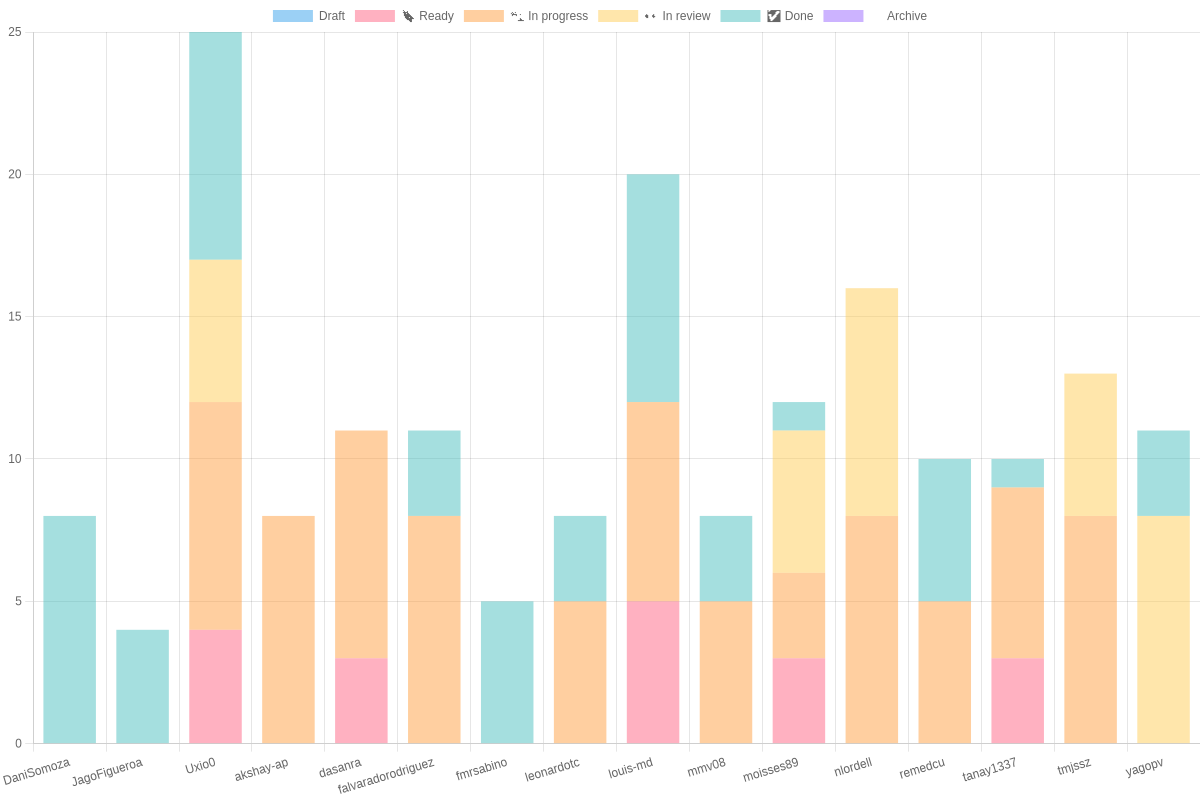 Draft 🔖 Ready 🏗 In progress 👀 In review ✅ Done Archive
25
20
15
10
5
0
DaniSomoza
JagoFigueroa
Uxio0
akshay-ap
dasanra
falvaradorodriguez
fmrsabino
leonardotc
louis-md
mmv08
moisses89
nlordell
remedcu
tanay1337
tmjssz
yagopv